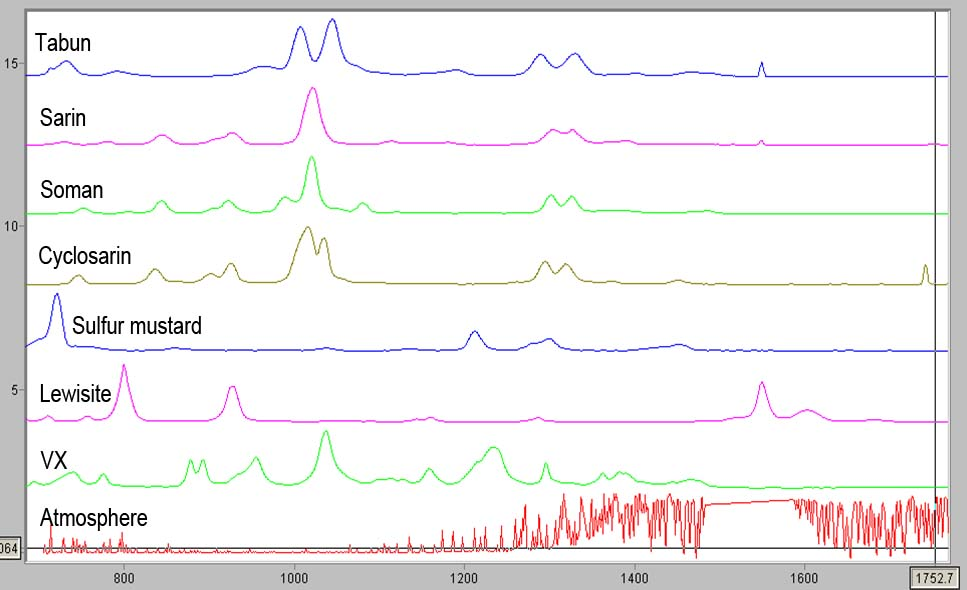 Tabun
15
Sarin
Soman
10
Cyclosarin
Sulfur mustard
5
Lewisite
VX
Atmosphere
064
800 1000 1200 1400 1600 1752.7